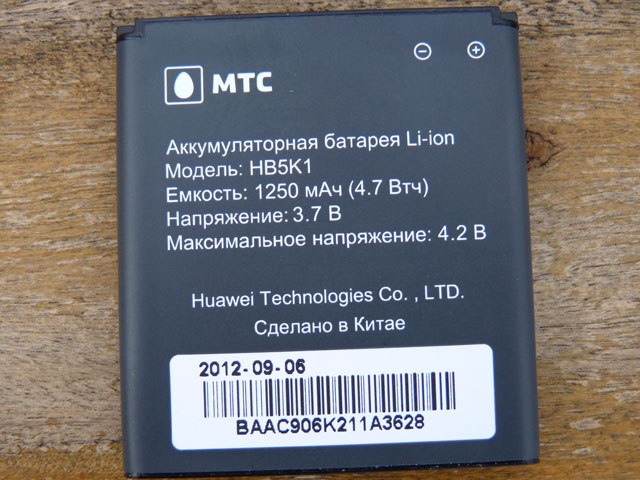 МТС
Аккумуляторная батарея Li-ion
Модель: HB5K1
Емкость: 1250 мАч (4.7 Втч)
Напряжение: 3.7 В
Максимальное напряжение: 4.2 В
Huawei Technologies Co. , LTD.
Сделано в Китае
2012-09-06
BAAC906K211A3628